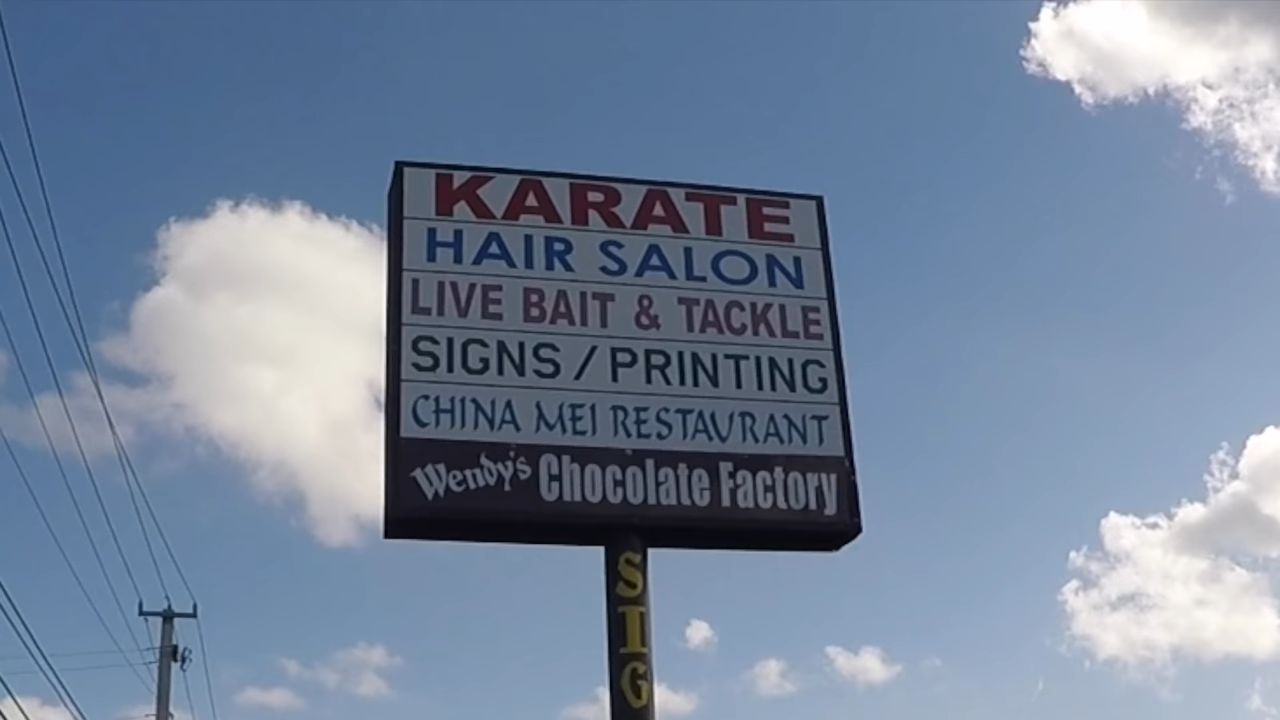 KARATE
HAIR SALON
LIVE BAIT & TACKLE
SIGNS / PRINTING
CHINA MEI RESTAURANT
Wendy's Chocolate Factory
SIG